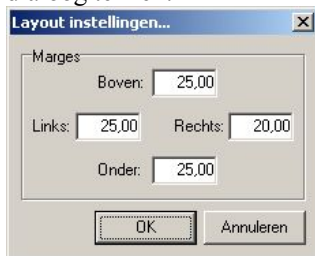 Layout instellingen...
Marges
Boven: 25,00
Links: 25,00 Rechts: 20,00
Onder: 25,00
OK Annuleren